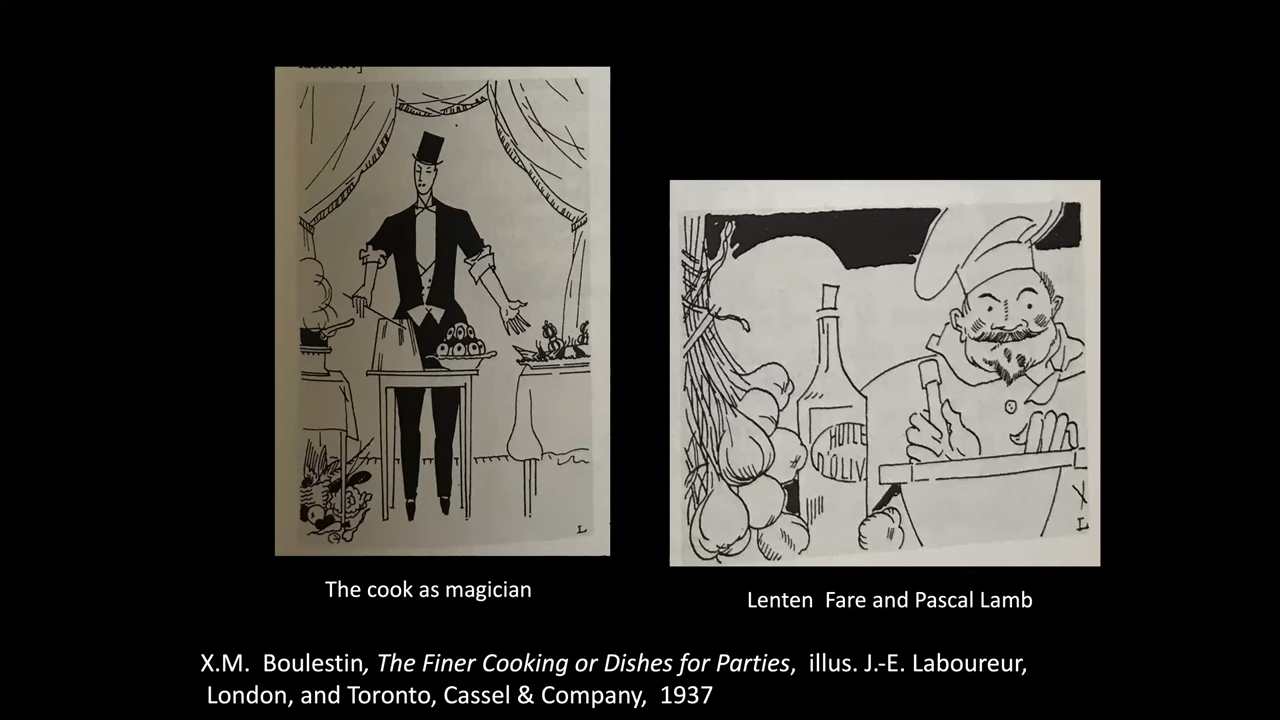 HUILE
D'OLIV
L
L
The cook as magician
Lenten  Fare and Pascal Lamb
X.M.  Boulestin, The Finer Cooking or Dishes for Parties,  illus. J.-E. Laboureur,
London, and Toronto, Cassel & Company,  1937